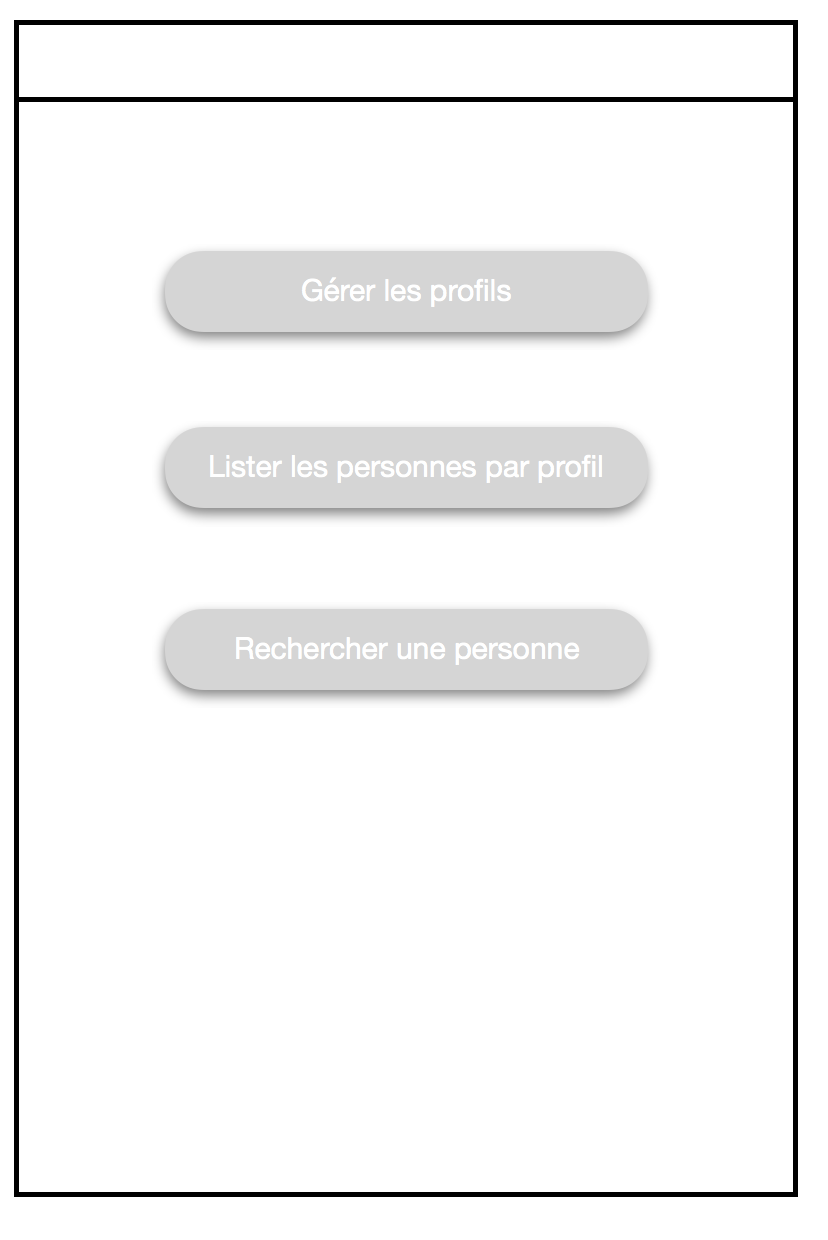 Gérer les profils
Lister les personnes par profil
Rechercher une personne